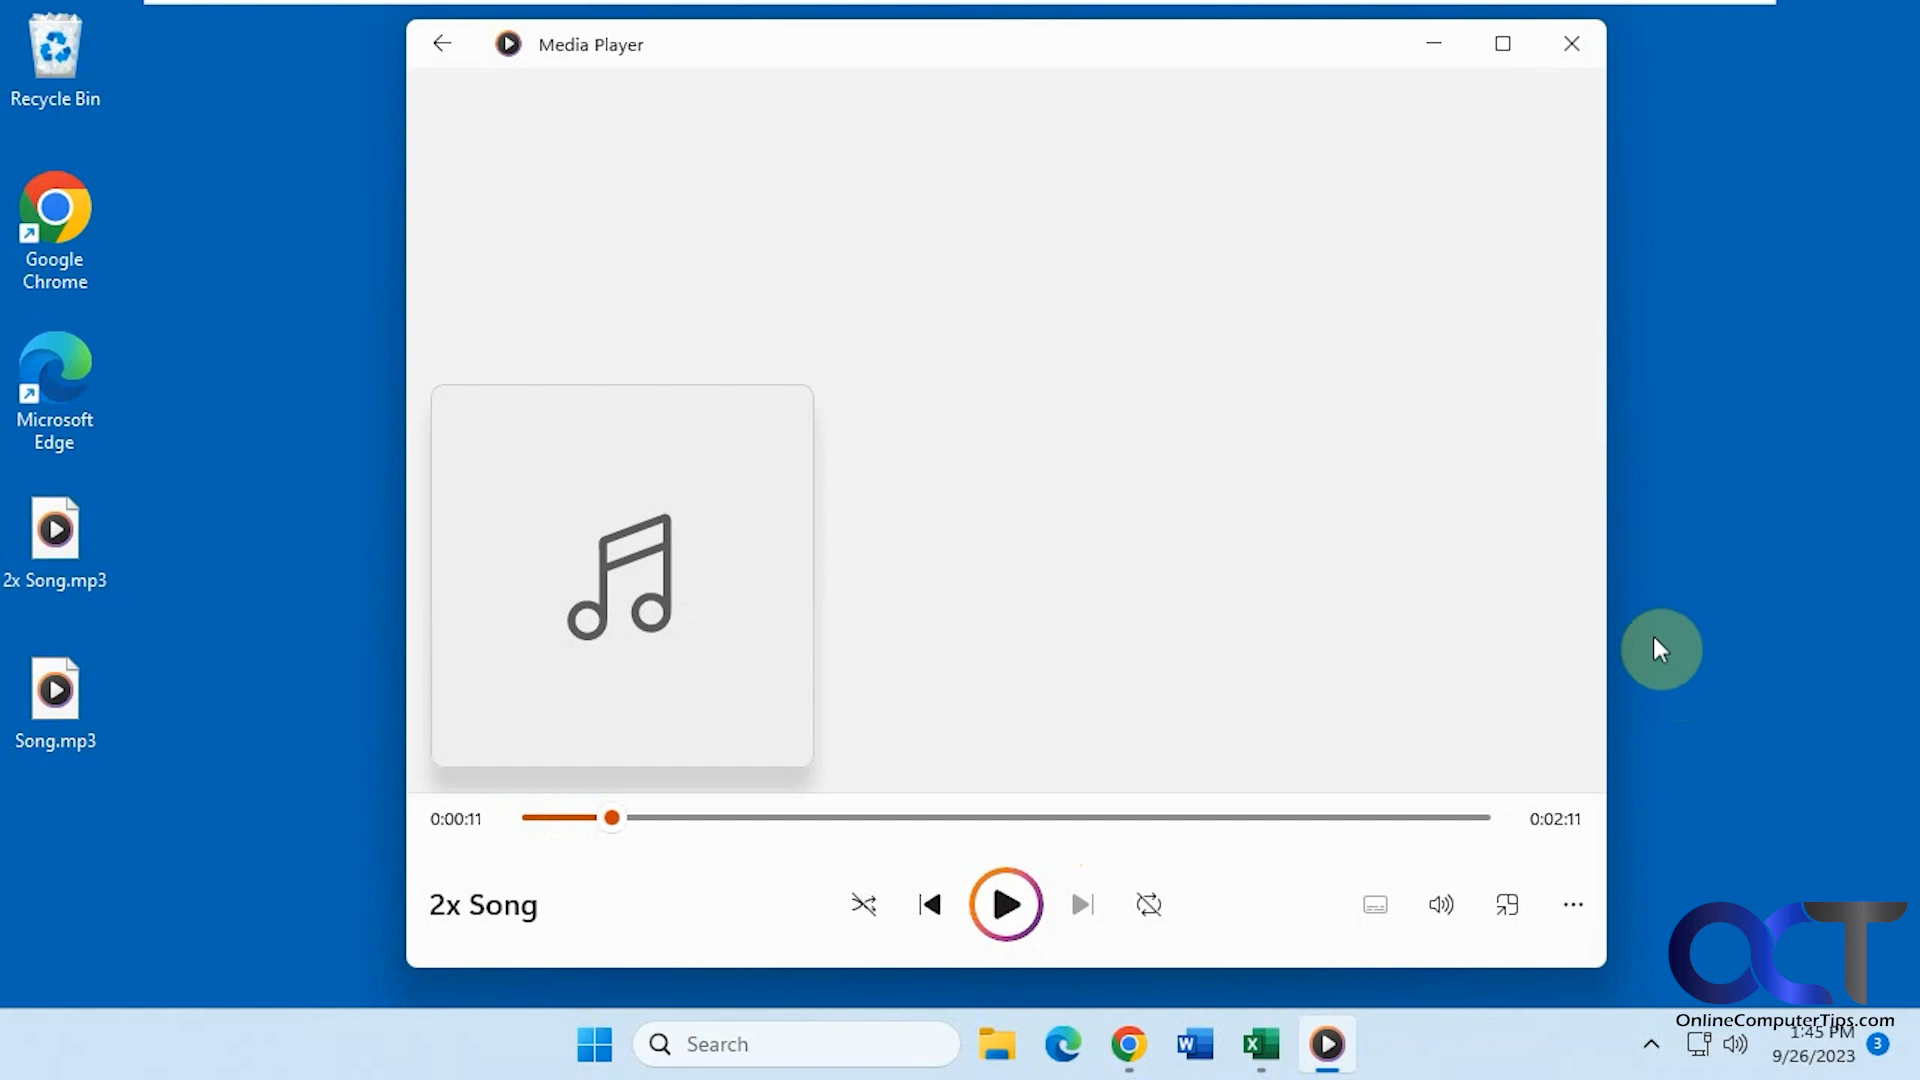 Media Player
Recycle Bin
Google
Chrome
Microsoft
Edge
2x Song.mp3
Song.mp3
0:00:11
0:02:11
2x Song
OCT
OnlineComputerTips.com
Search
1:45 PM
9/26/2023
3